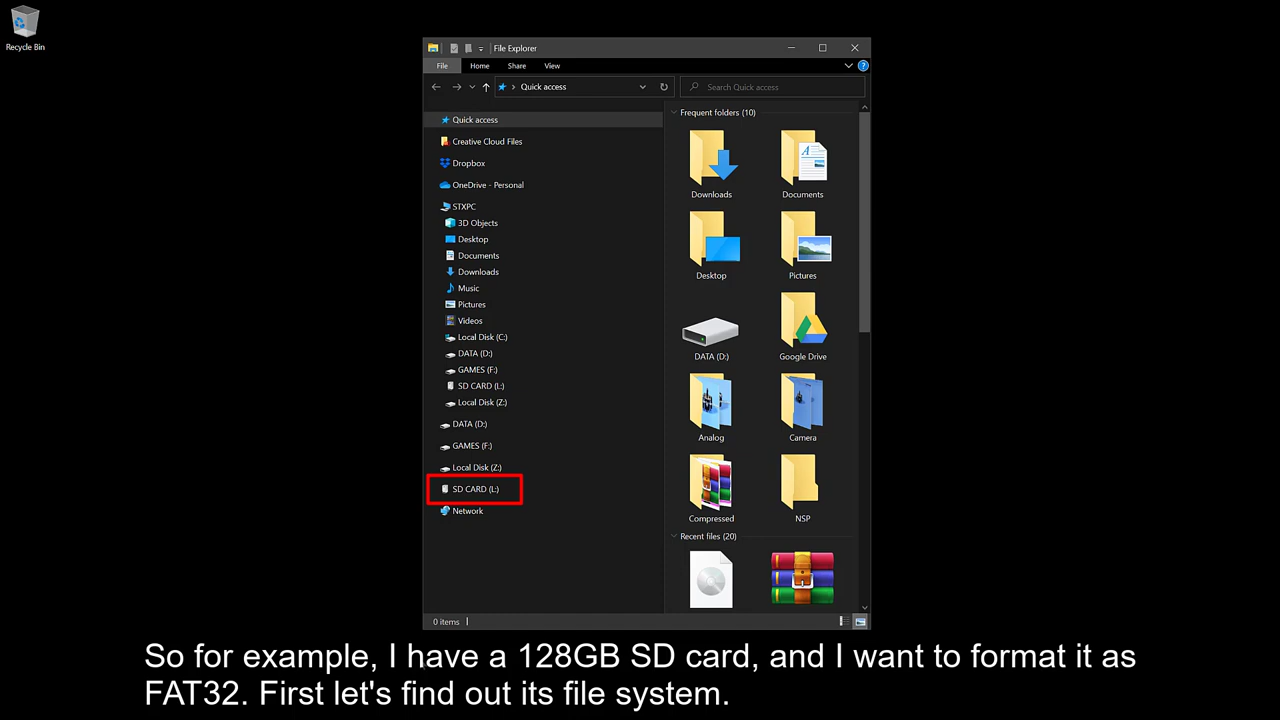 Recycle Bin
File Explorer
File Home Share View
Quick access
Search Quick access
Quick access
Creative Cloud Files
Dropbox
OneDrive - Personal
STXPC
3D Objects
Desktop
Documents
Downloads
Music
Pictures
Videos
Local Disk (C:)
DATA (D:)
GAMES (F:)
SD CARD (L:)
Local Disk (Z:)
DATA (D:)
GAMES (F:)
Local Disk (Z:)
SD CARD (L:)
Network
Frequent folders (10)
Downloads Documents
Desktop Pictures
DATA (D:) Google Drive
Analog Camera
Compressed NSP
Recent files (20)
0 items
So for example, I have a 128GB SD card, and I want to format it as
FAT32. First let's find out its file system.